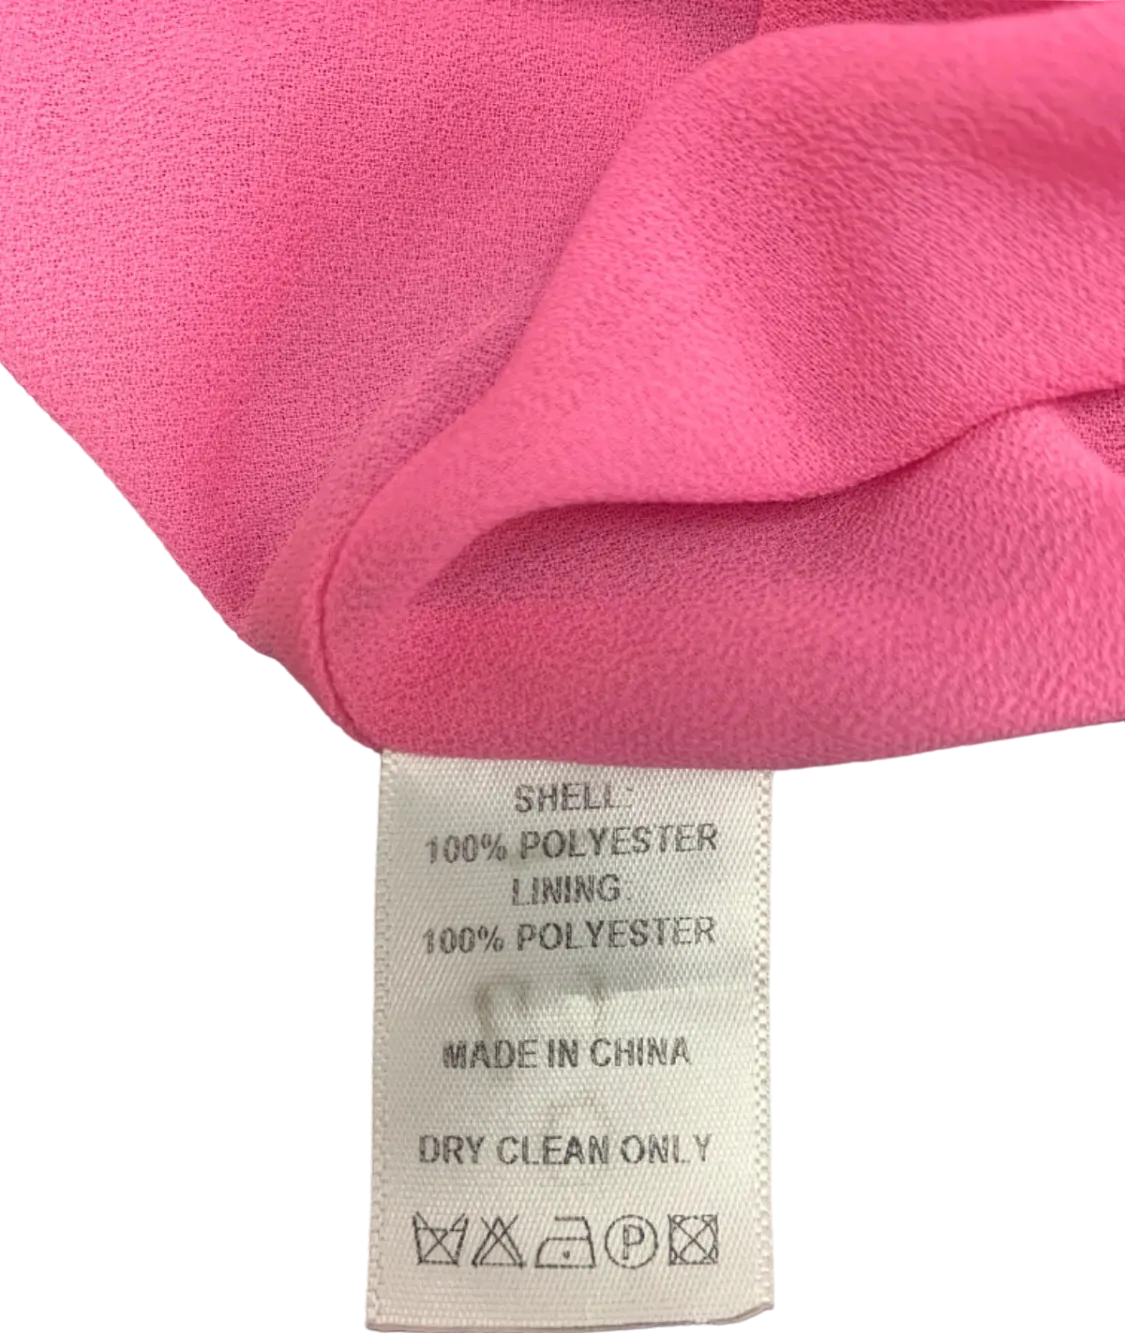 SHELL:
100% POLYESTER
LINING:
100% POLYESTER
MADE IN CHINA
DRY CLEAN ONLY
P